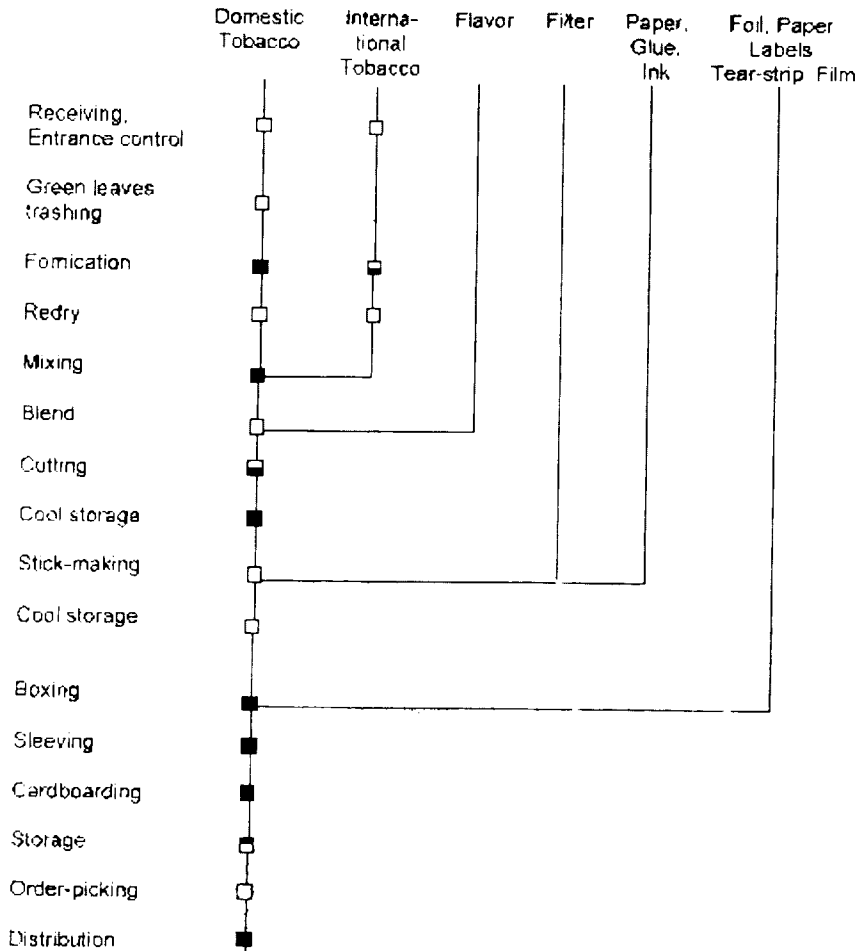 Domestic
Tobacco
Interna-
tional
Tobacco
Flavor
Filter
Paper,
Glue,
Ink
Foil, Paper
Labels
Tear-strip Film
Receiving,
Entrance control
Green leaves
trashing
Fornication
Redry
Mixing
Blend
Cutting
Cool storage
Stick-making
Cool storage
Boxing
Sleeving
Cardboarding
Storage
Order-picking
Distribution